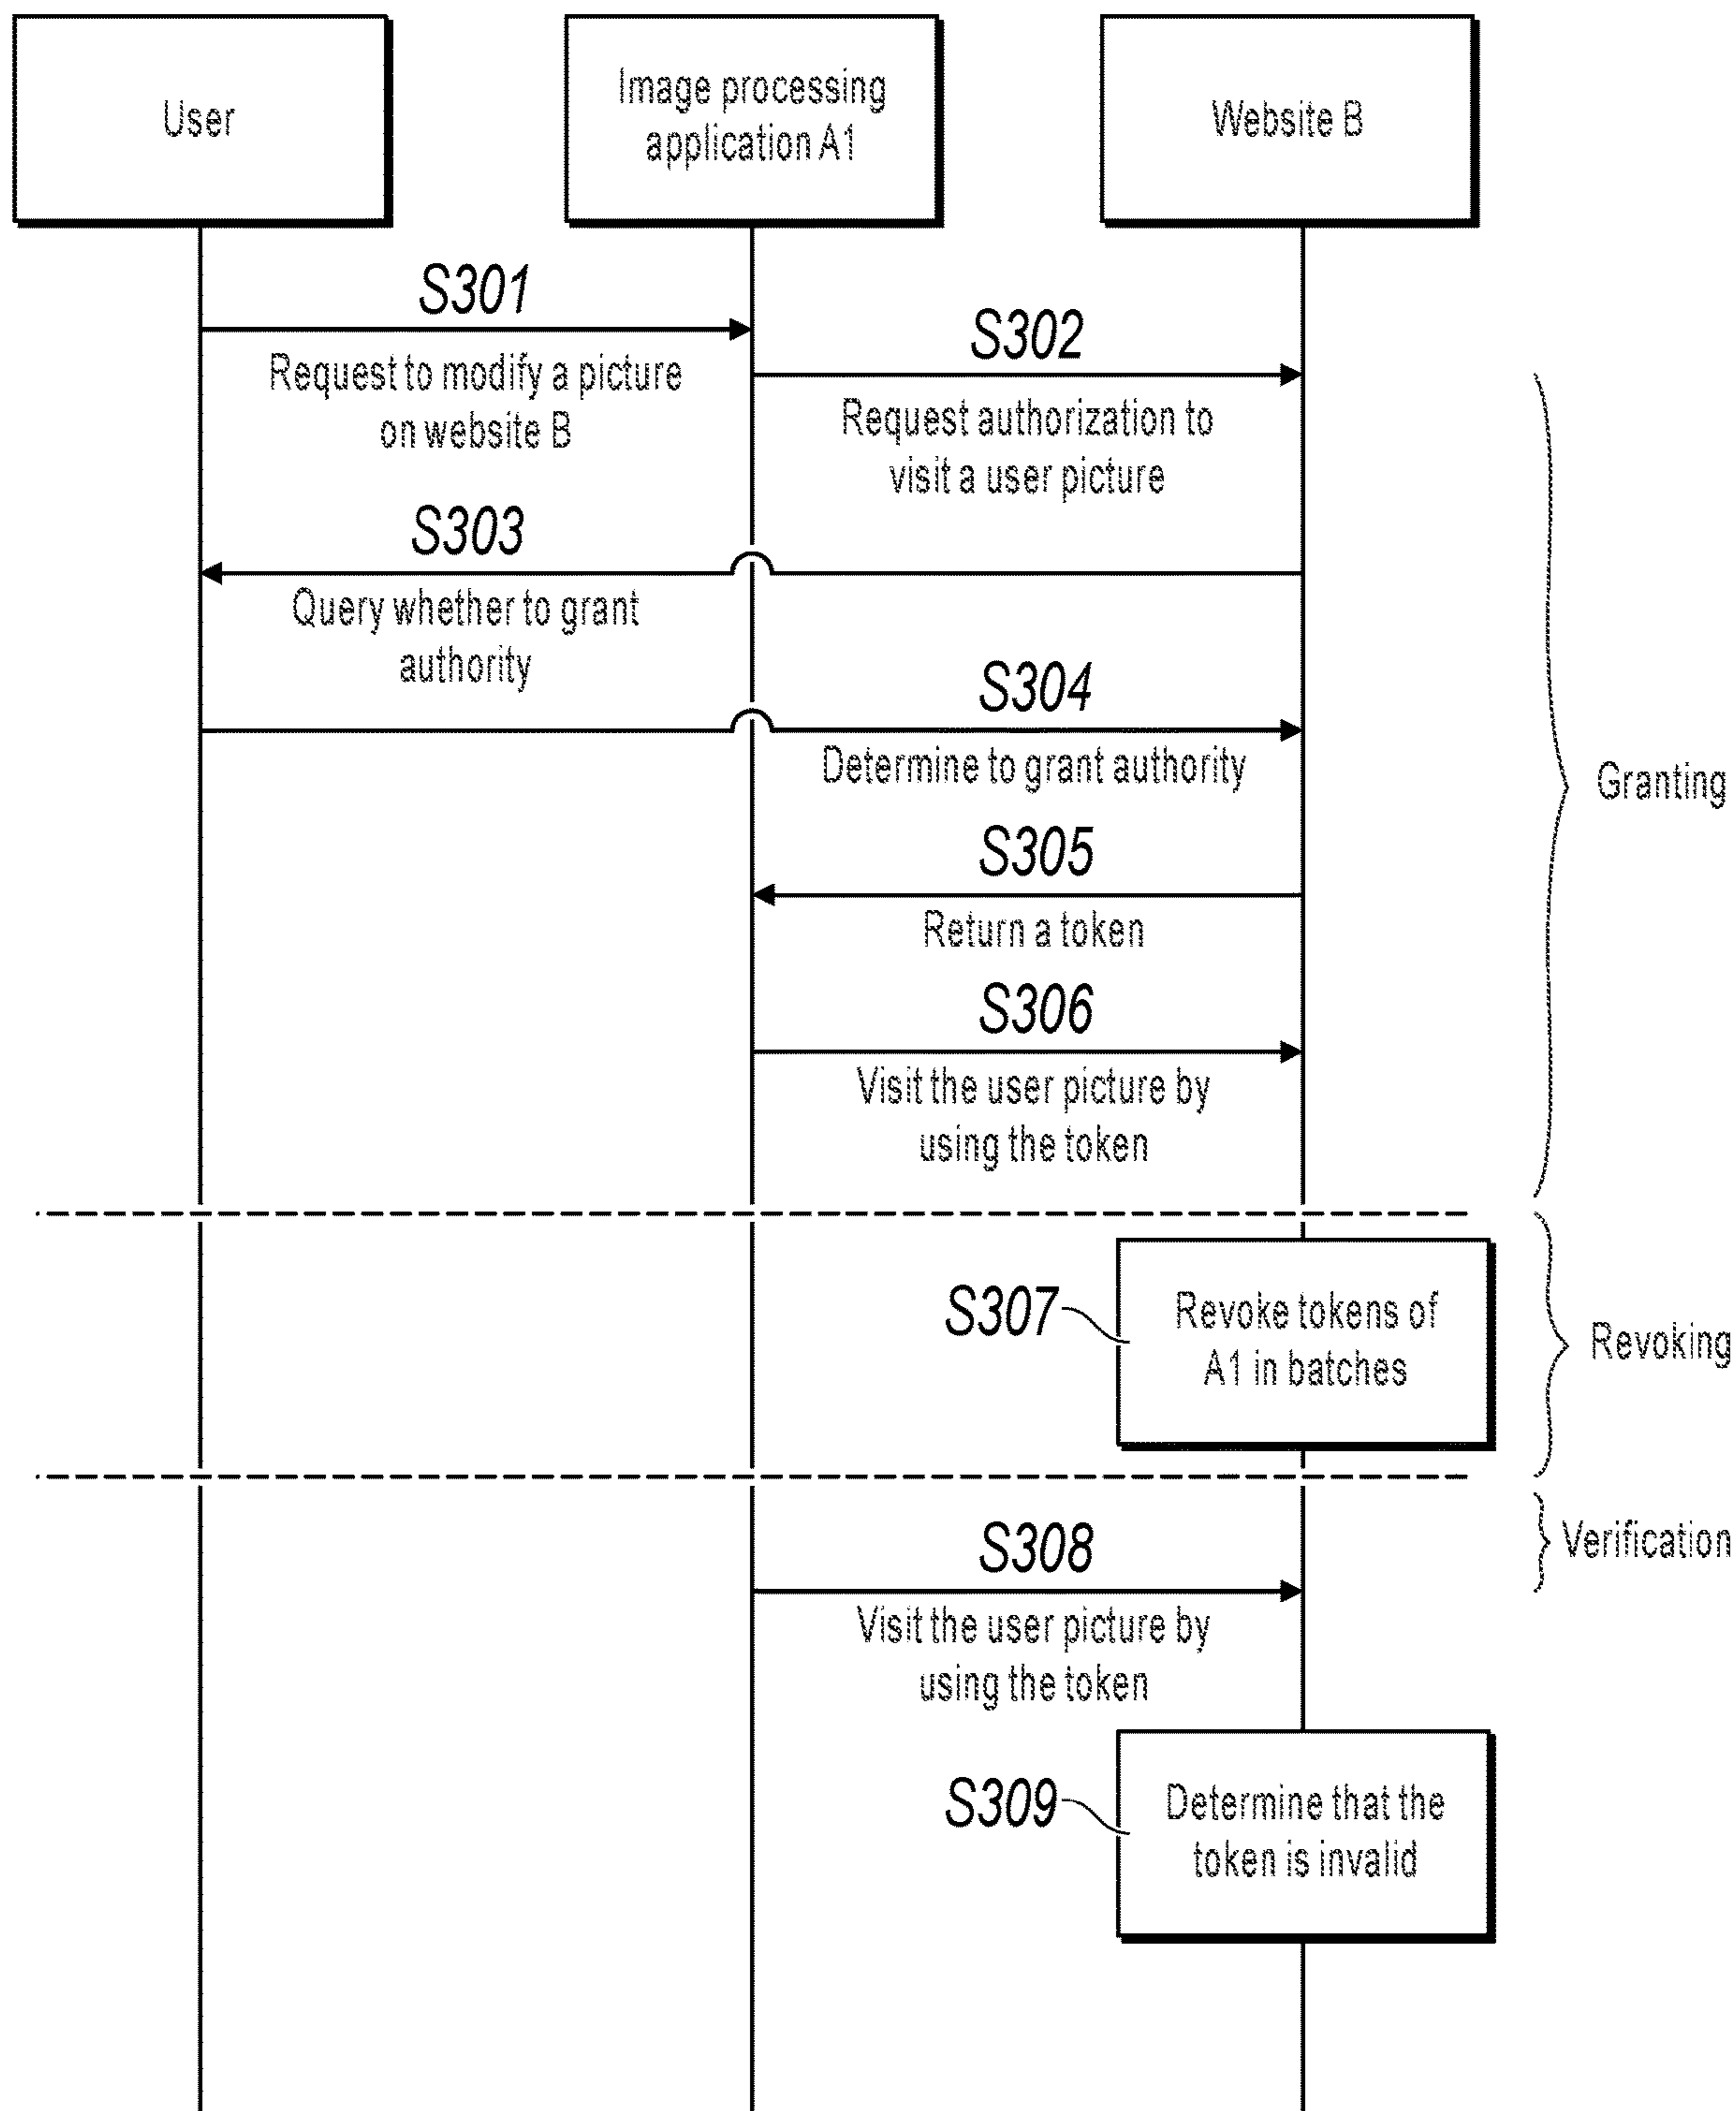 User
Image processing
application A1
Website B
S301
Request to modify a picture
on website B
S302
Request authorization to
visit a user picture
S303
Query whether to grant
authority
S304
Determine to grant authority
Granting
S305
Return a token
S306
Visit the user picture by
using the token
S307
Revoke tokens of
A1 in batches
Revoking
S308
Visit the user picture by
using the token
Verification
S309
Determine that the
token is invalid